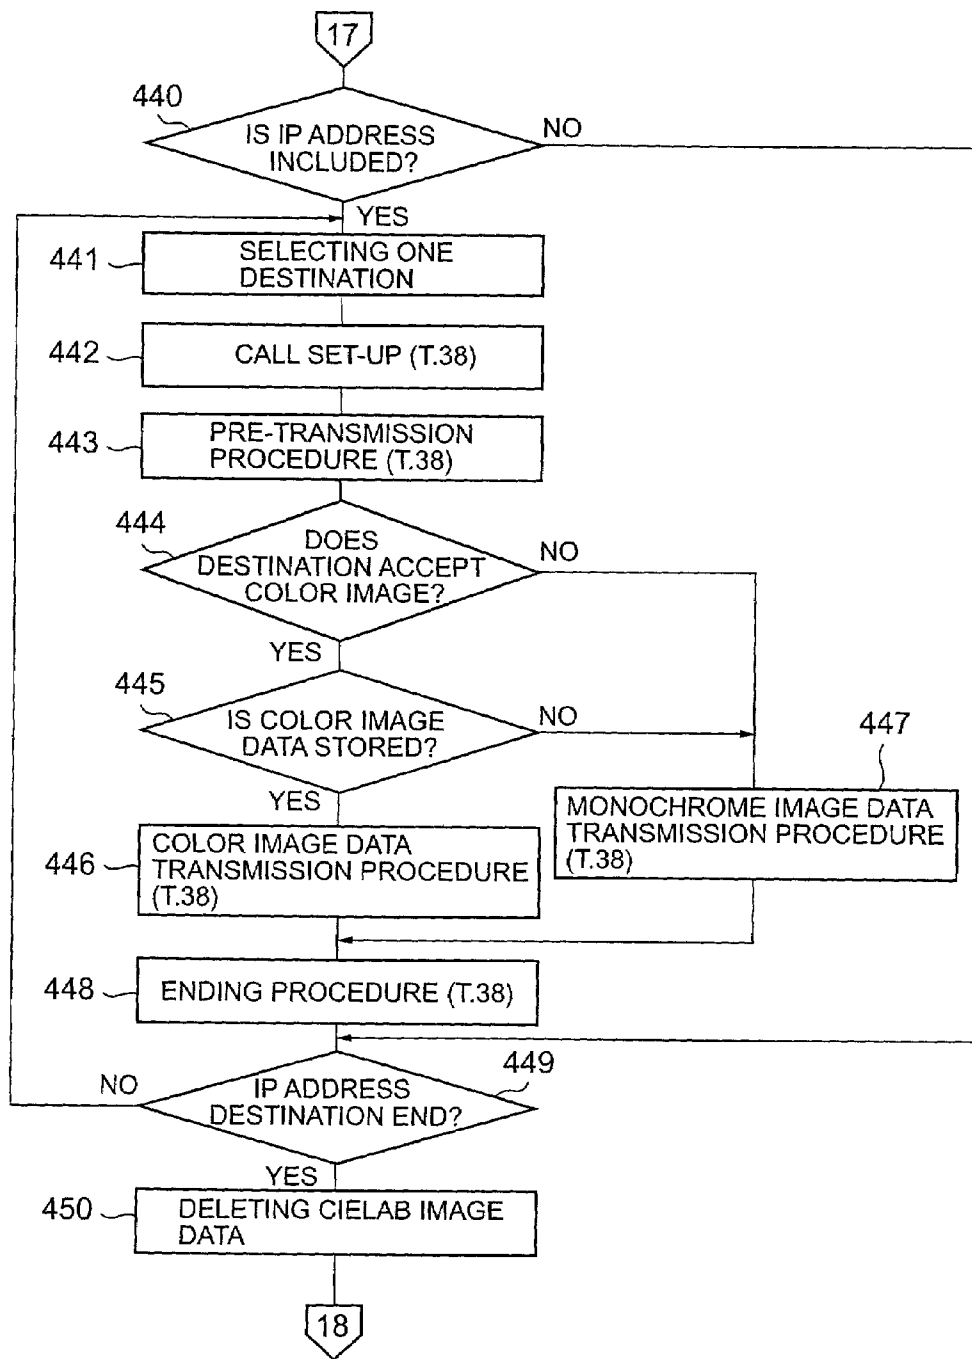 17
440
IS IP ADDRESS
INCLUDED?
NO
YES
441
SELECTING ONE
DESTINATION
442
CALL SET-UP (T.38)
443
PRE-TRANSMISSION
PROCEDURE (T.38)
444
DOES
DESTINATION ACCEPT
COLOR IMAGE?
NO
YES
445
IS COLOR IMAGE
DATA STORED?
NO
YES
447
MONOCHROME IMAGE DATA
TRANSMISSION PROCEDURE
(T.38)
446
COLOR IMAGE DATA
TRANSMISSION PROCEDURE
(T.38)
448
ENDING PROCEDURE (T.38)
449
IP ADDRESS
DESTINATION END?
NO
YES
450
DELETING CIELAB IMAGE
DATA
18